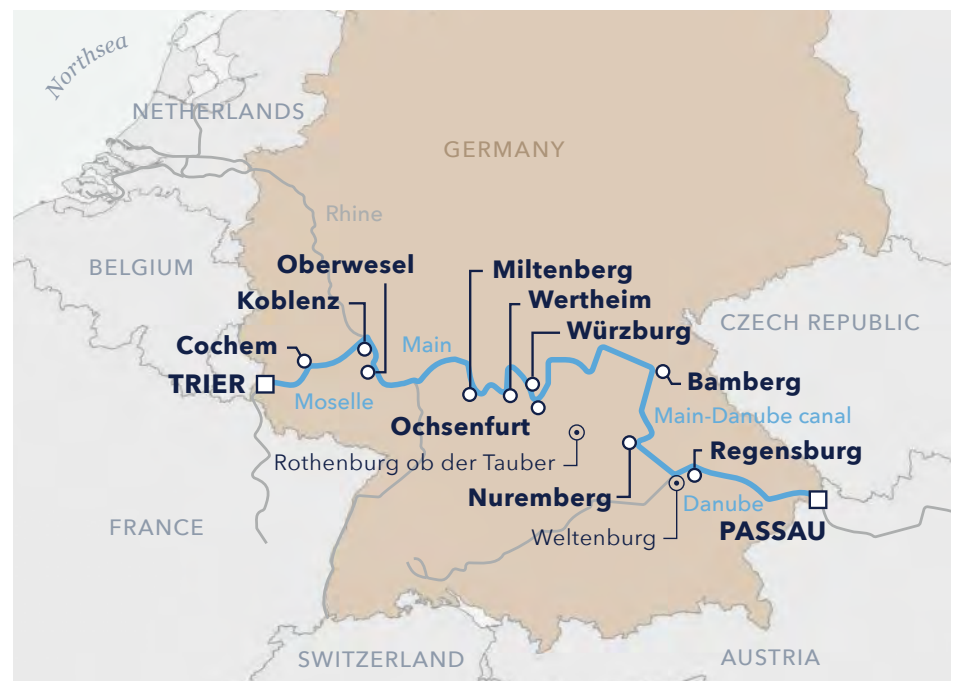 Northsea
NETHERLANDS
GERMANY
Rhine
BELGIUM
Oberwesel
Miltenberg
Koblenz
Wertheim
Würzburg
CZECH REPUBLIC
Cochem
Main
TRIER
Bamberg
Moselle
Main-Danube canal
Ochsenfurt
Regensburg
Rothenburg ob der Tauber
Nuremberg
Danube
FRANCE
Weltenburg
PASSAU
SWITZERLAND
AUSTRIA